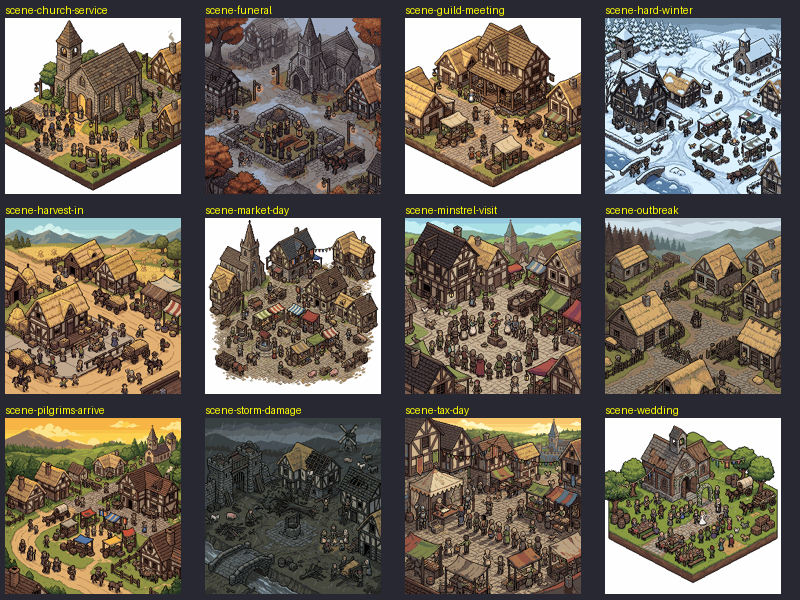 scene-church-service
scene-funeral
scene-guild-meeting
scene-hard-winter
scene-harvest-in
scene-market-day
scene-minstrel-visit
scene-outbreak
scene-pilgrims-arrive
scene-storm-damage
scene-tax-day
scene-wedding